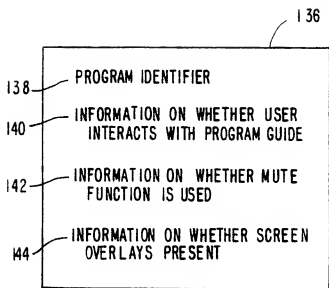 136
138
PROGRAM IDENTIFIER
140
INFORMATION ON WHETHER USER
INTERACTS WITH PROGRAM GUIDE
142
INFORMATION ON WHETHER MUTE
FUNCTION IS USED
144
INFORMATION ON WHETHER SCREEN
OVERLAYS PRESENT